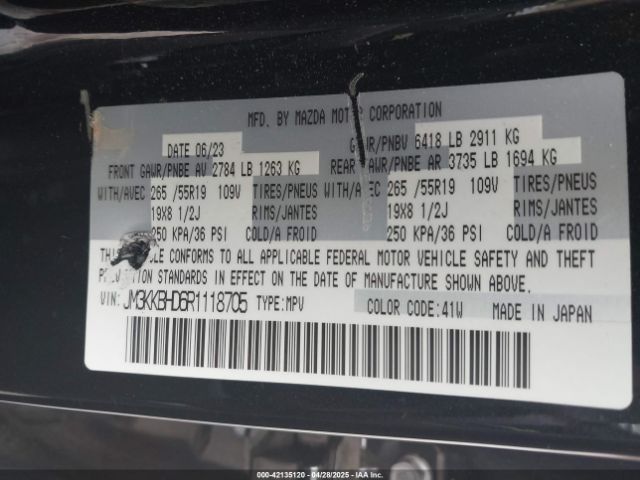 MFD. BY MAZDA MOTOR CORPORATION
DATE 06/23
GVWR/PNBV 6418 LB 2911 KG
FRONT GAWR/PNBE AV 2784 LB 1263 KG
REAR GAWR/PNBE AR 3735 LB 1694 KG
WITH/AVEC 265 /55R19 109V TIRES/PNEUS WITH/AVEC 265 /55R19 109V TIRES/PNEUS
19X8 1/2J RIMS/JANTES 19X8 1/2J RIMS/JANTES
250 KPA/36 PSI COLD/A FROID 250 KPA/36 PSI COLD/A FROID
THIS VEHICLE CONFORMS TO ALL APPLICABLE FEDERAL MOTOR VEHICLE SAFETY AND THEFT
PREVENTION STANDARDS IN EFFECT ON THE DATE OF MANUFACTURE SHOWN ABOVE.
VIN: JM3KKBHD6R1118705 TYPE:MPV COLOR CODE:41W MADE IN JAPAN
000-42135120 04/28/2025 - IAA Inc.